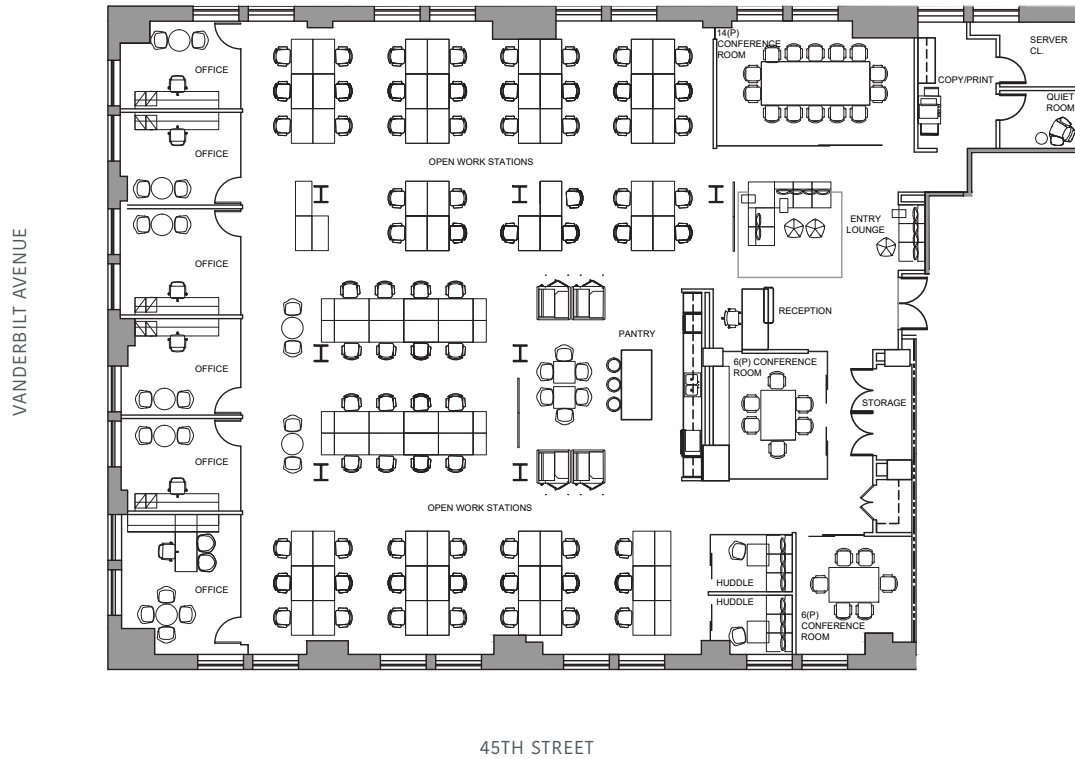 14(P)
CONFERENCE
ROOM
SERVER
CL.
OFFICE
COPY/PRINT
QUIET
ROOM
OFFICE
OPEN WORK STATIONS
ENTRY
LOUNGE
VANDERBILT AVENUE
OFFICE
RECEPTION
PANTRY
6(P) CONFERENCE
ROOM
OFFICE
STORAGE
OFFICE
OPEN WORK STATIONS
HUDDLE
OFFICE
HUDDLE
6(P)
CONFERENCE
ROOM
45TH STREET